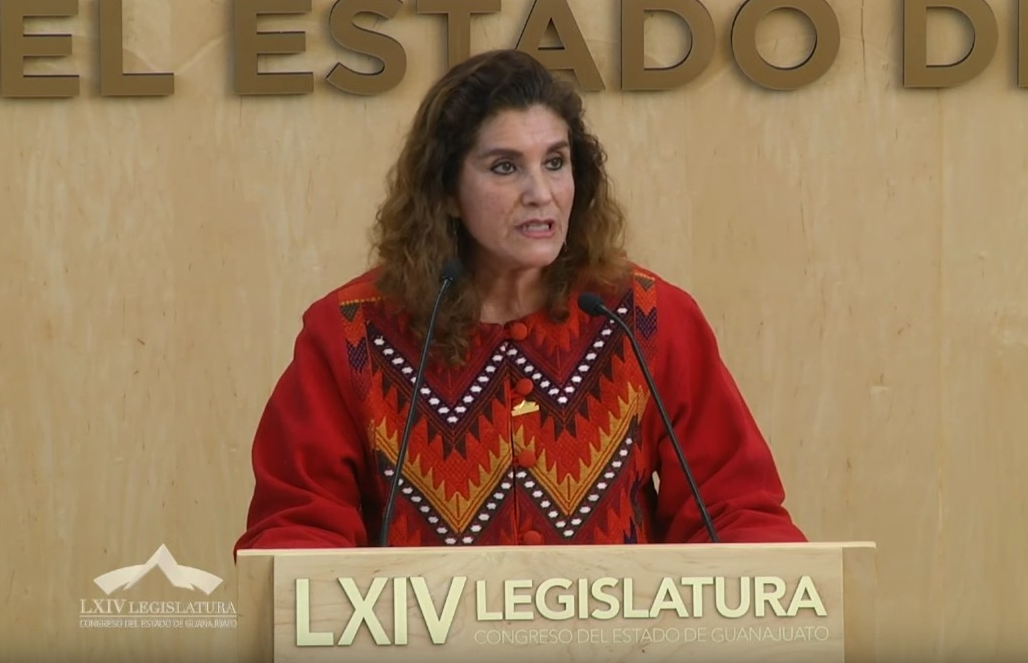 EL ESTADO D
LXIV LEGISLATURA
CONGRESO DEL ESTADO DE GUANAJUATO
LXIV LEGISLATURA
CONGRESO DEL ESTADO DE GUANAJUATO